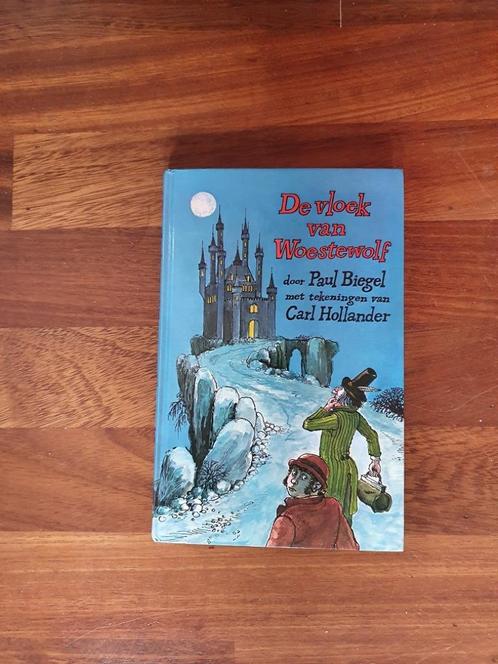 De vloek
van
Woestewolf
door Paul Biegel
met tekeningen van
Carl Hollander